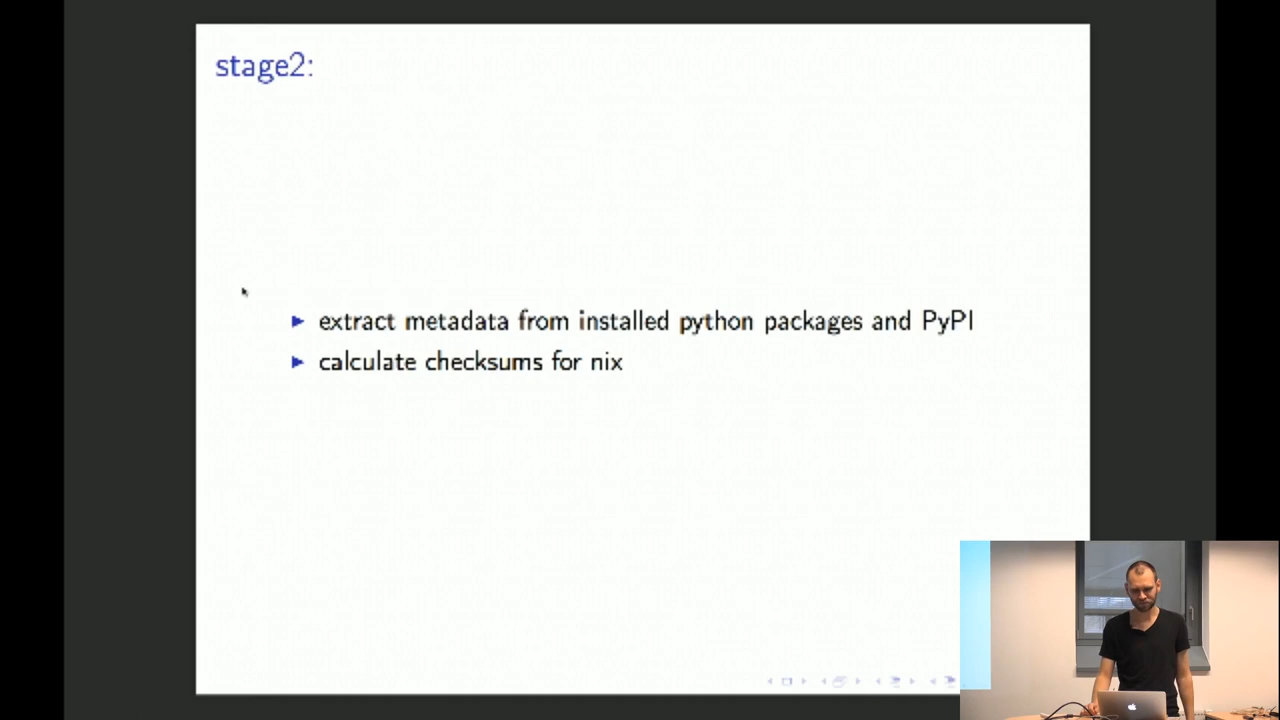 stage2:
extract metadata from installed python packages and PyPI
calculate checksums for nix